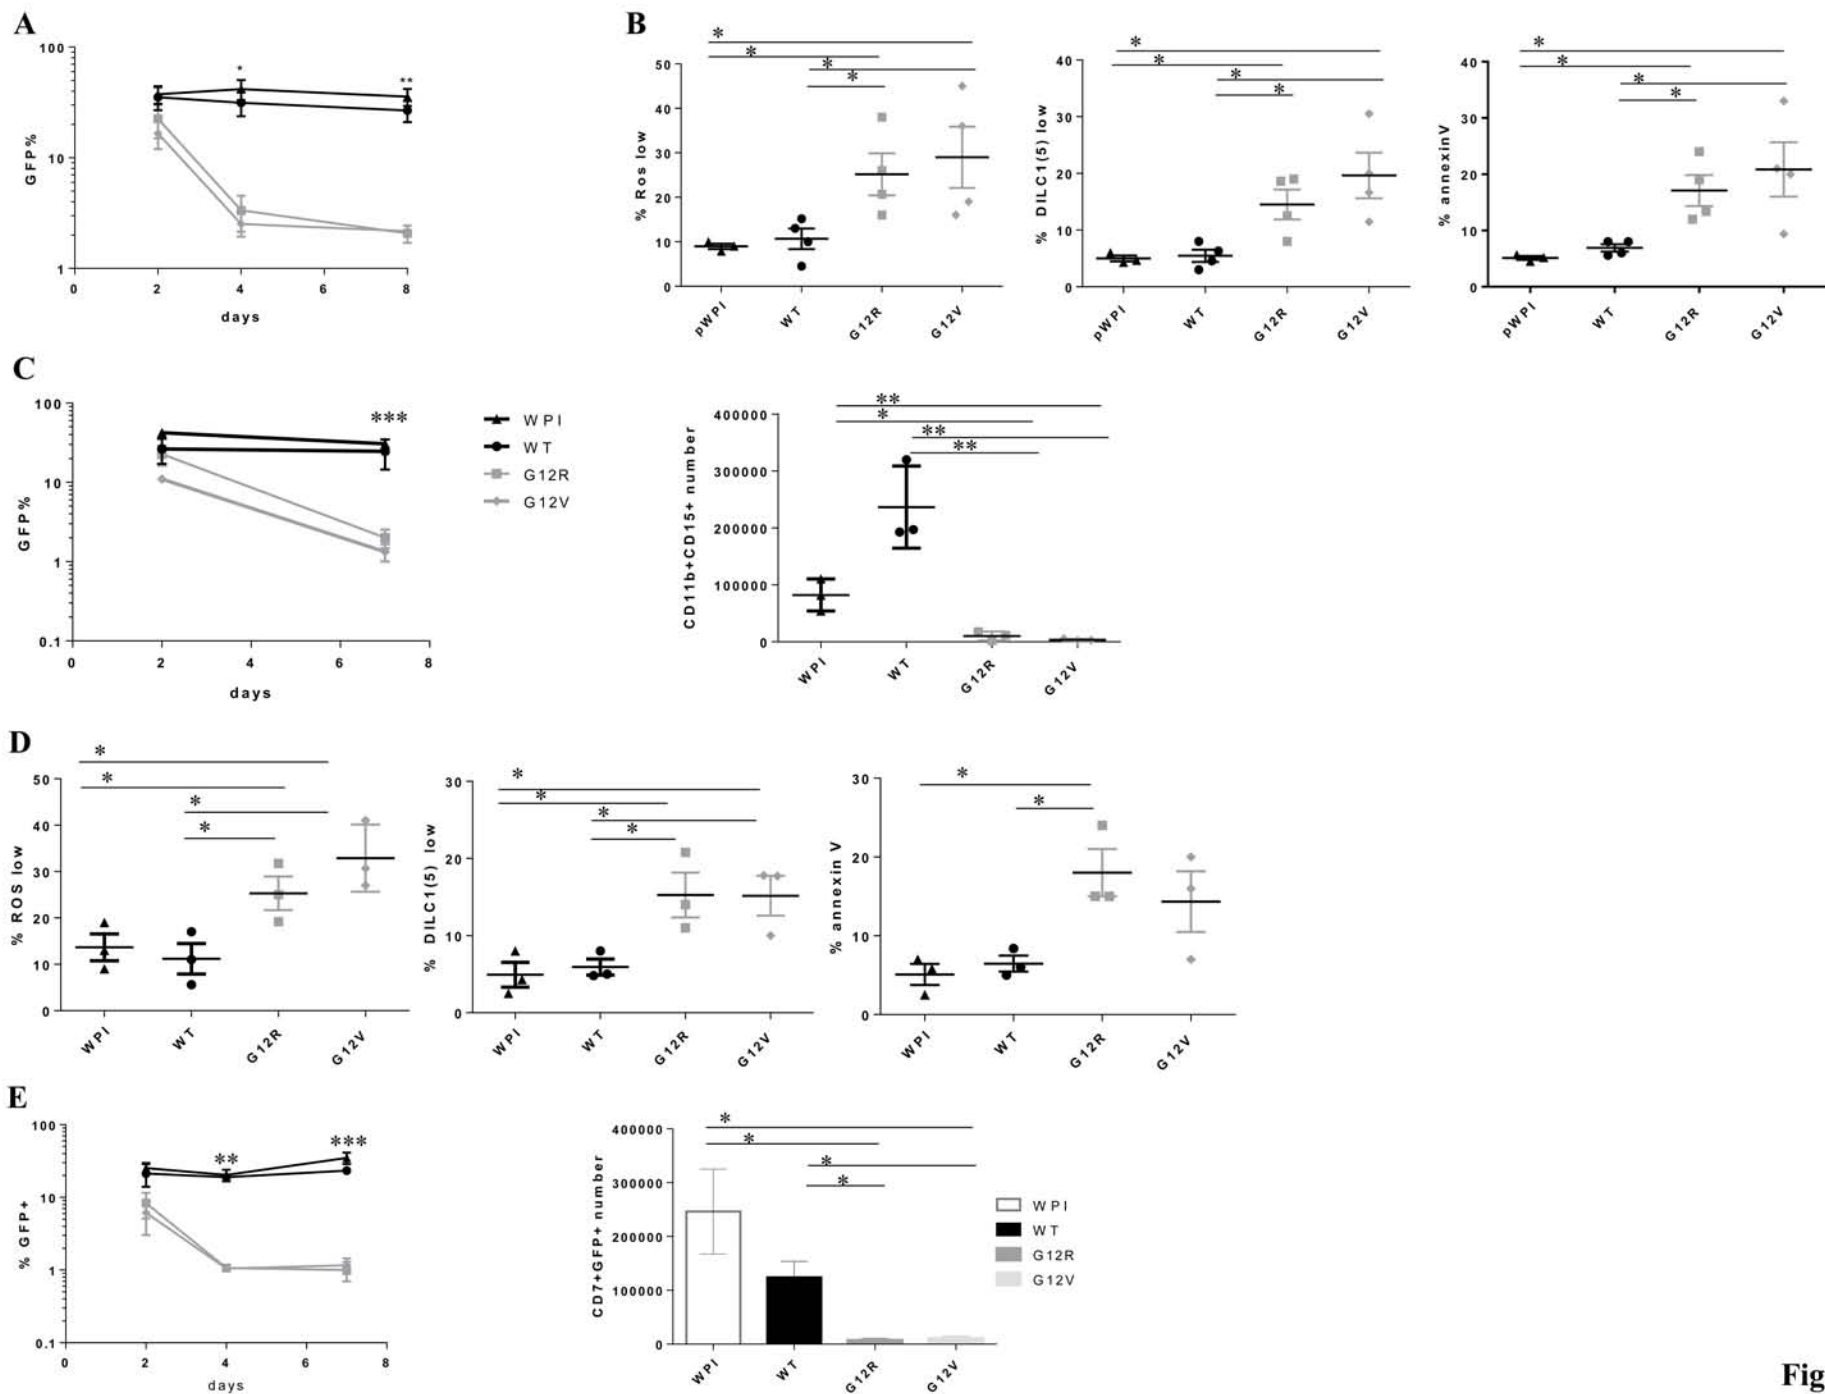 A
100
10
1
GFP%
0 2 4 6 8
days
* **
B
50
40
30
20
10
0
% Ros low
* * * *
pWPI WT G12R G12V
40
30
20
10
0
% DILC1(5) low
* * * *
pWPI WT G12R G12V
40
30
20
10
0
% annexinV
* * * *
pWPI WT G12R G12V
C
100
10
1
0.1
GFP%
0 2 4 6 8
days
***
WPI
WT
G12R
G12V
400000
300000
200000
100000
0
CD11b+CD15+ number
** * ** **
WPI WT G12R G12V
D
50
40
30
20
10
0
% ROS low
* * * *
WPI WT G12R G12V
30
20
10
0
% DILC1(5) low
* * * *
WPI WT G12R G12V
30
20
10
0
% annexin V
* *
WPI WT G12R G12V
E
100
10
1
0.1
% GFP+
0 2 4 6 8
days
** ***
400000
300000
200000
100000
0
CD7+GFP+ number
* * * *
WPI WT G12R G12V
WPI
WT
G12R
G12V
Fig